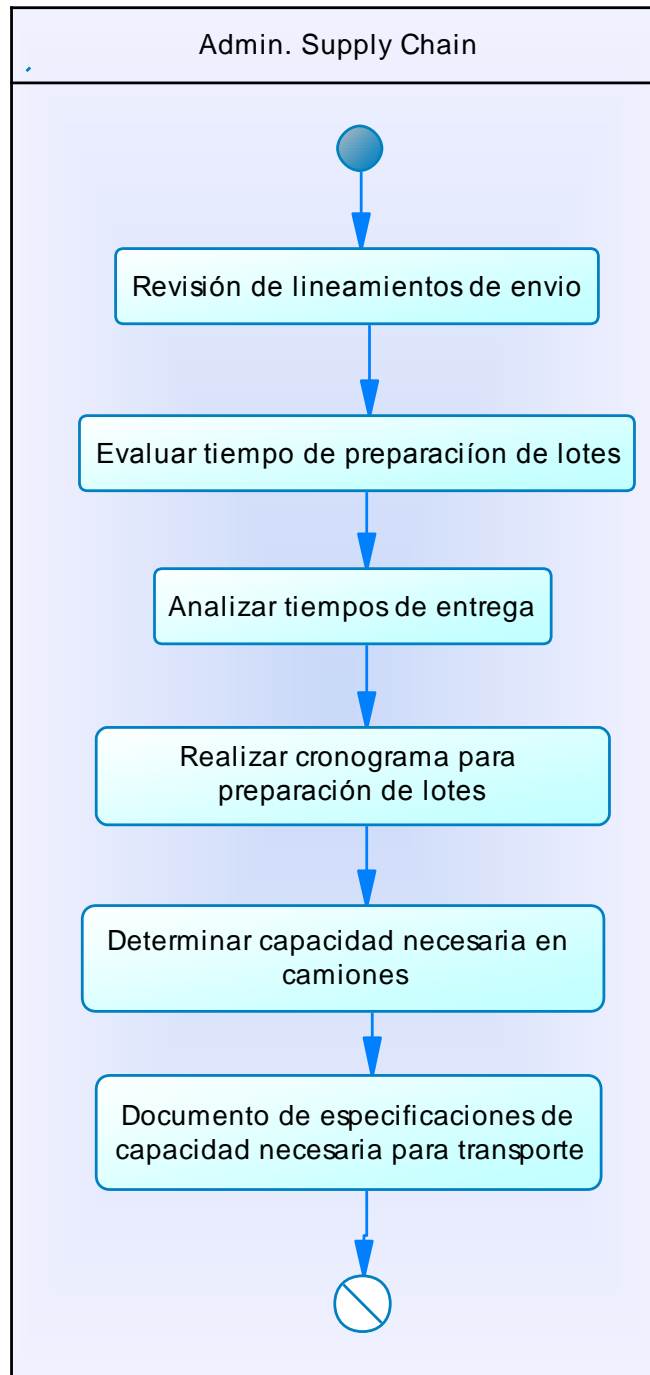 Admin. Supply Chain
Revisión de lineamientos de envio
Evaluar tiempo de preparaciíon de lotes
Analizar tiempos de entrega
Realizar cronograma para
preparación de lotes
Determinar capacidad necesaria en
camiones
Documento de especificaciones de
capacidad necesaria para transporte